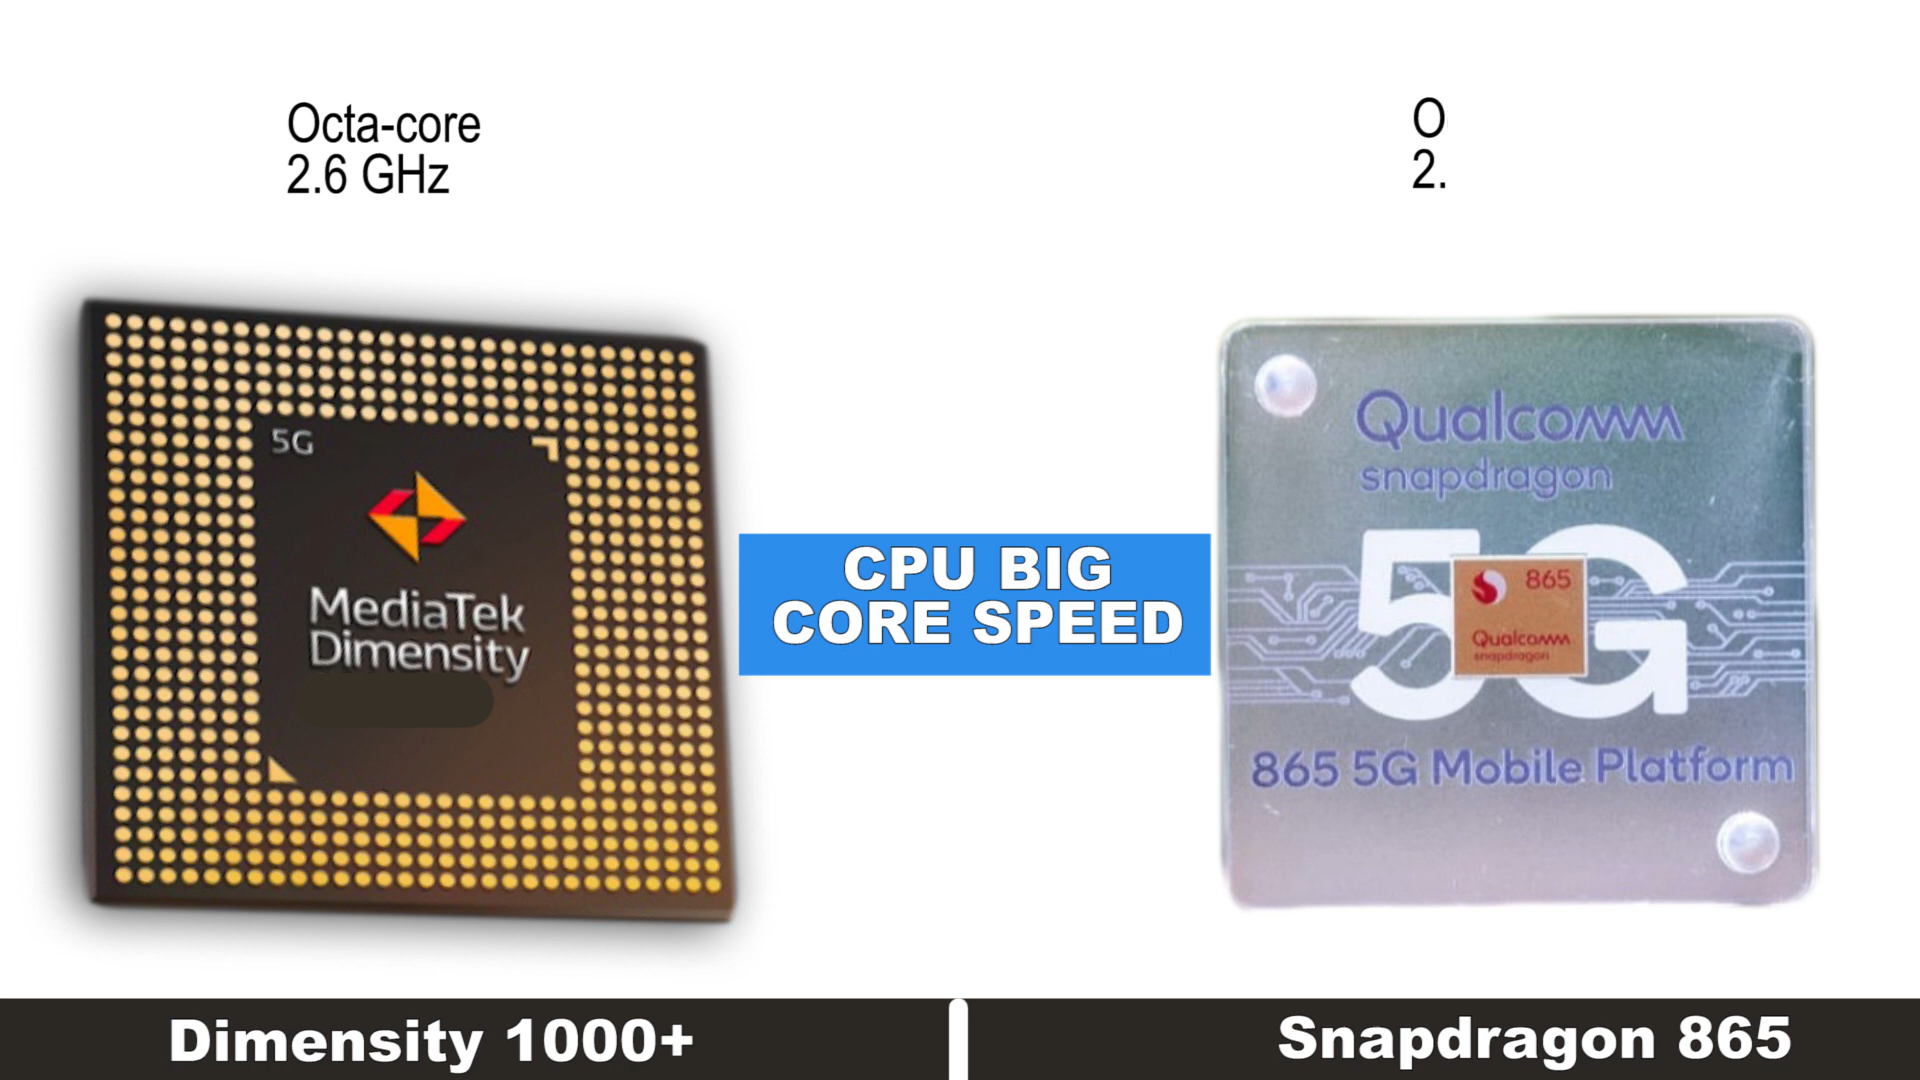 Octa-core
2.6 GHz
O
2.
5G
MediaTek
Dimensity
CPU BIG
CORE SPEED
Qualcomm
snapdragon
5G
865
Qualcomm
snapdragon
865 5G Mobile Platform
Dimensity 1000+
Snapdragon 865